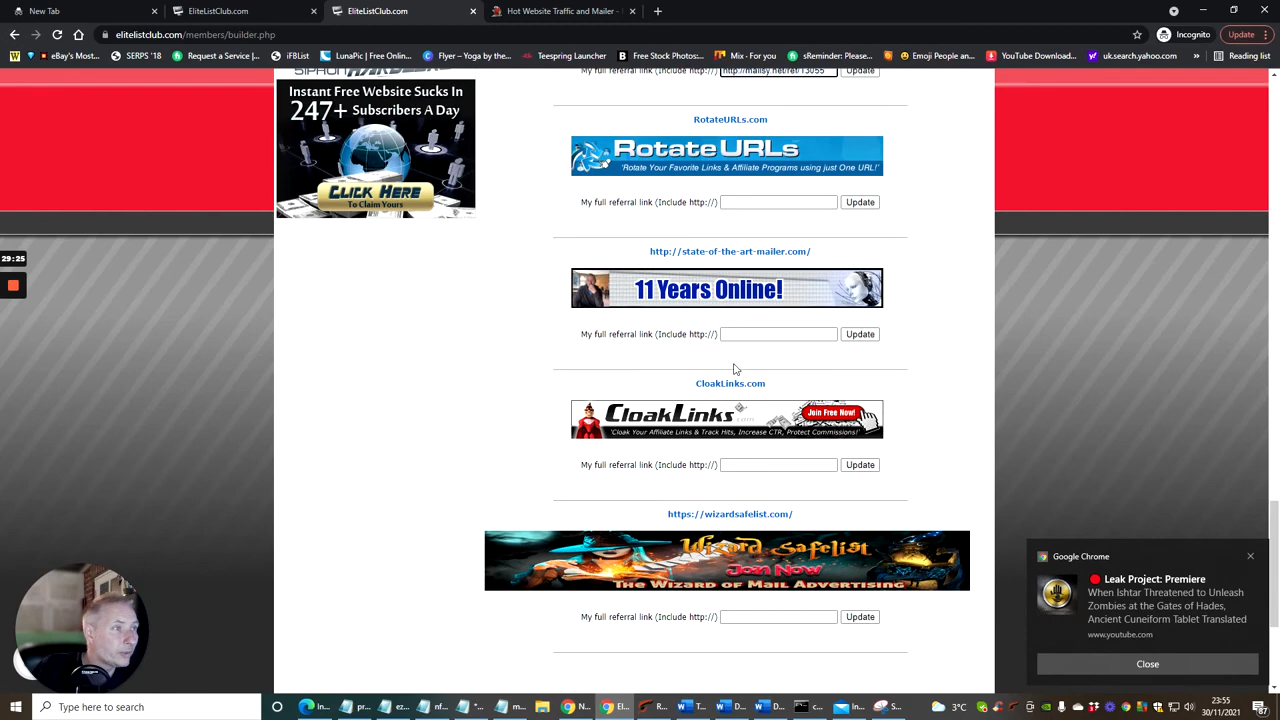 New Tab
EliteListClub.com
New Tab
Hot Website Traffic
elitelistclub.com/members/builder.php
Incognito
Update
eBay's Most...
SERPS '18
Request a Service |...
iFBList
LunaPic | Free Onlin...
Flyer – Yoga by the...
Teespring Launcher
Free Stock Photos:...
Mix · For you
sReminder: Please...
Emoji People an...
YouTube Download...
us.search.yahoo.com
»
Reading list
My full referral link (Include http://) http://mailsy.net/ref/13055 Update
Instant Free Website Sucks In
247+ Subscribers A Day
CLICK HERE
To Claim Yours
RotateURLs.com
RotateURLs
'Rotate Your Favorite Links & Affiliate Programs using just One URL!'
My full referral link (Include http://) Update
29:25
http://state-of-the-art-mailer.com/
11 Years Online!
My full referral link (Include http://) Update
CloakLinks.com
CloakLinks.com
Join Free Now!
'Cloak Your Affiliate Links & Track Hits, Increase CTR, Protect Commissions!'
My full referral link (Include http://) Update
https://wizardsafelist.com/
Wizard Safelist
Join Now
The Wizard of Mail Advertising
My full referral link (Include http://) Update
Google Chrome
Leak Project: Premiere
When Ishtar Threatened to Unleash
Zombies at the Gates of Hades,
Ancient Cuneiform Tablet Translated
www.youtube.com
Close
Type here to search
3°C
23:55
30/11/2021